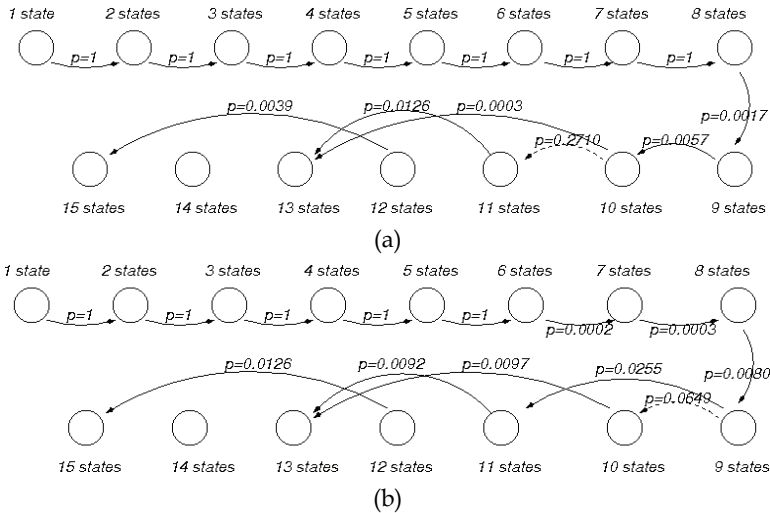 1 state 2 states 3 states 4 states 5 states 6 states 7 states 8 states
p=1 p=1 p=1 p=1 p=1 p=1 p=1
p=0.0039 p=0.0126 p=0.0003 p=0.0017
p=0.2710 p=0.0057
15 states 14 states 13 states 12 states 11 states 10 states 9 states
(a)
1 state 2 states 3 states 4 states 5 states 6 states 7 states 8 states
p=1 p=1 p=1 p=1 p=1 p=0.0002 p=0.0003
p=0.0126 p=0.0092 p=0.0097 p=0.0255 p=0.0080
p=0.0649
15 states 14 states 13 states 12 states 11 states 10 states 9 states
(b)